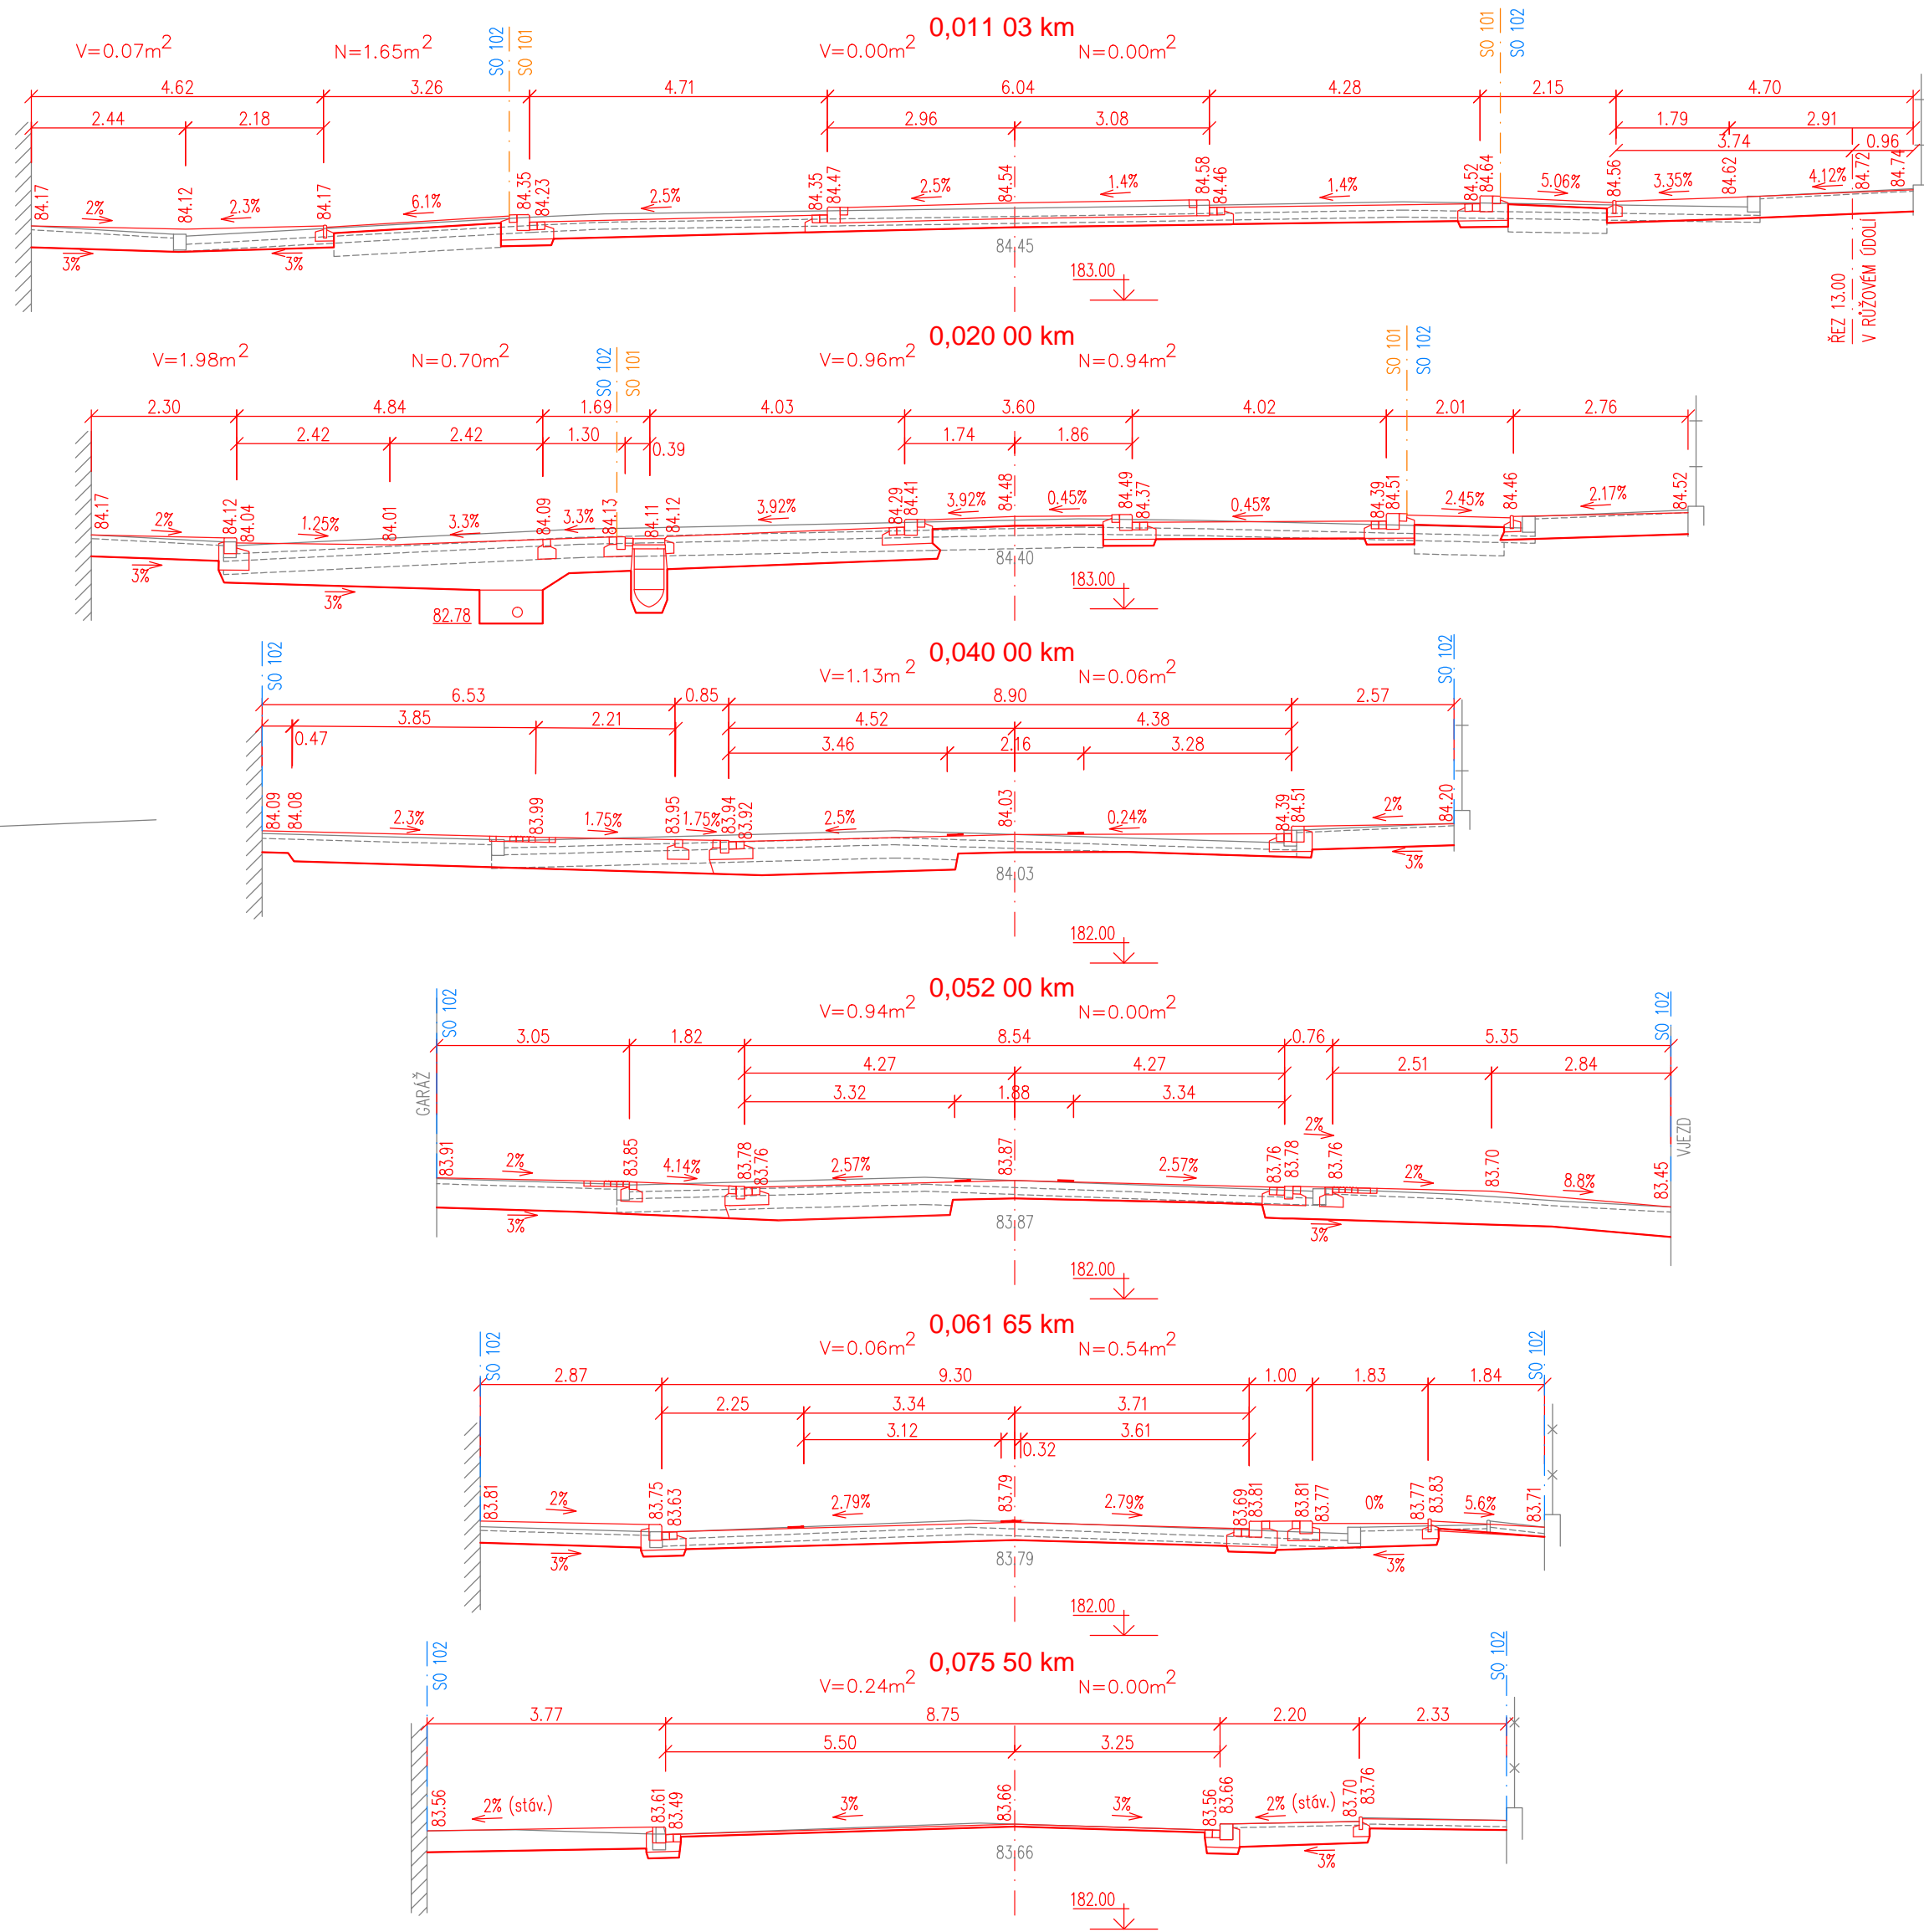 0,011 03 km
V=0.07m2 N=1.65m2 SO 102 SO 101 V=0.00m2 N=0.00m2 SO 101 SO 102
4.62 3.26 4.71 6.04 4.28 2.15 4.70
2.44 2.18 2.96 3.08 1.79 2.91
3.74 0.96
84.17 84.12 84.17 84.35 84.23 84.35 84.47 84.54 84.58 84.46 84.52 84.64 84.56 84.62 84.72 84.74
2% 2.3% 6.1% 2.5% 2.5% 1.4% 1.4% 5.06% 3.35% 4.12%
3% 3% 84.45
183.00
ŘEZ 13.00
V RŮŽOVÉM ÚDOLÍ
0,020 00 km
V=1.98m2 N=0.70m2 SO 102 SO 101 V=0.96m2 N=0.94m2 SO 101 SO 102
2.30 4.84 1.69 4.03 3.60 4.02 2.01 2.76
2.42 2.42 1.30 0.39 1.74 1.86
84.17 84.12 84.04 84.01 84.09 84.13 84.11 84.12 84.29 84.41 84.48 84.49 84.37 84.39 84.51 84.46 84.52
2% 1.25% 3.3% 3.3% 3.92% 3.92% 0.45% 0.45% 2.45% 2.17%
3% 3% 84.40
82.78
183.00
0,040 00 km
SO 102 V=1.13m2 N=0.06m2 SO 102
6.53 0.85 8.90 2.57
0.47 3.85 2.21 4.52 4.38
3.46 2.16 3.28
84.09 84.08 83.99 83.95 83.94 83.92 84.03 84.39 84.51 84.20
2.3% 1.75% 1.75% 2.5% 0.24% 2%
84.03 3%
182.00
0,052 00 km
SO 102 V=0.94m2 N=0.00m2 SO 102
3.05 1.82 8.54 0.76 5.35
4.27 4.27 2.51 2.84
3.32 1.88 3.34
GARÁŽ VJEZD
83.91 83.85 83.78 83.76 83.87 83.76 83.78 83.76 83.70 83.45
2% 4.14% 2.57% 2.57% 2% 2% 8.8%
3% 83.87 3%
182.00
0,061 65 km
SO 102 V=0.06m2 N=0.54m2 SO 102
2.87 9.30 1.00 1.83 1.84
2.25 3.34 3.71
3.12 0.32 3.61
83.81 83.75 83.63 83.79 83.69 83.81 83.81 83.77 83.77 83.83 83.71
2% 2.79% 2.79% 0% 5.6%
3% 83.79 3%
182.00
0,075 50 km
SO 102 V=0.24m2 N=0.00m2 SO 102
3.77 8.75 2.20 2.33
5.50 3.25
83.56 83.61 83.49 83.66 83.56 83.66 83.70 83.76
2% (stáv.) 3% 3% 2% (stáv.)
83.66 3%
182.00